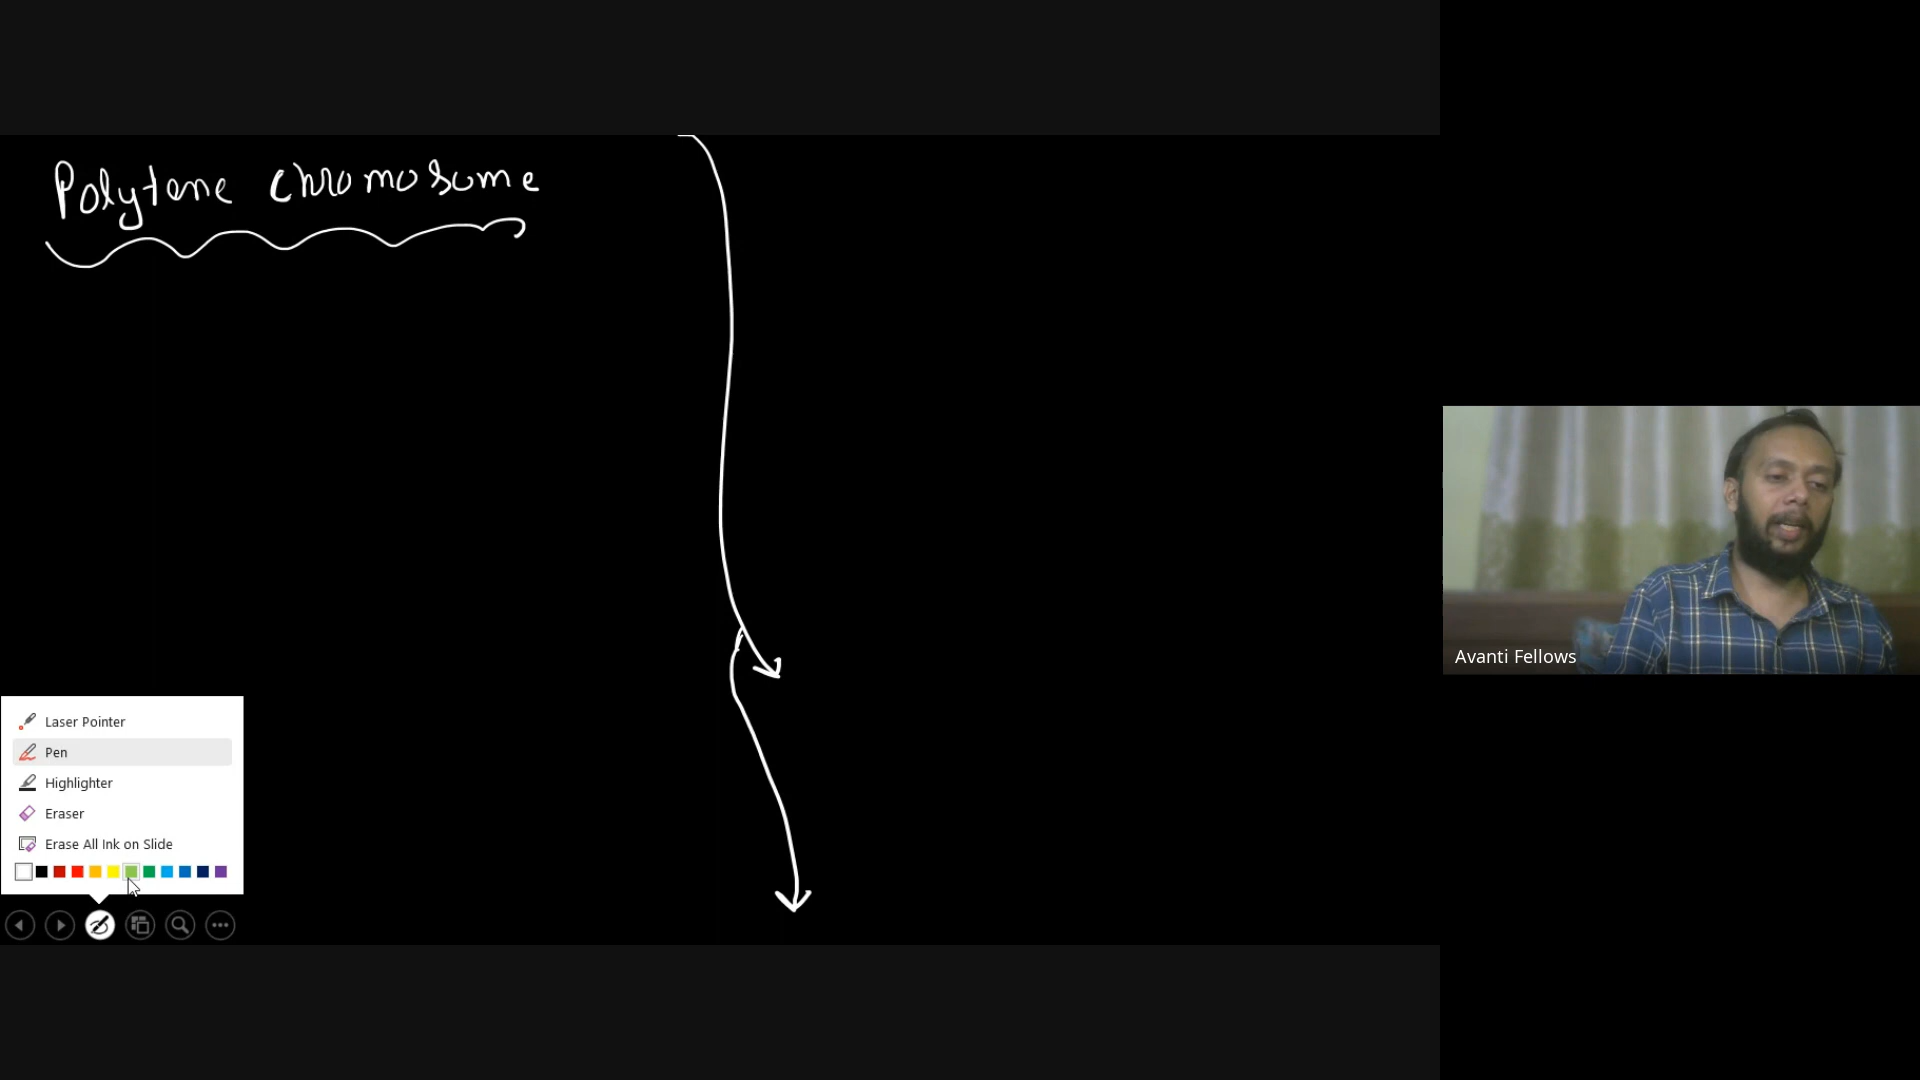 Polytene chromosome
Laser Pointer
Pen
Highlighter
Eraser
Erase All Ink on Slide
Avanti Fellows